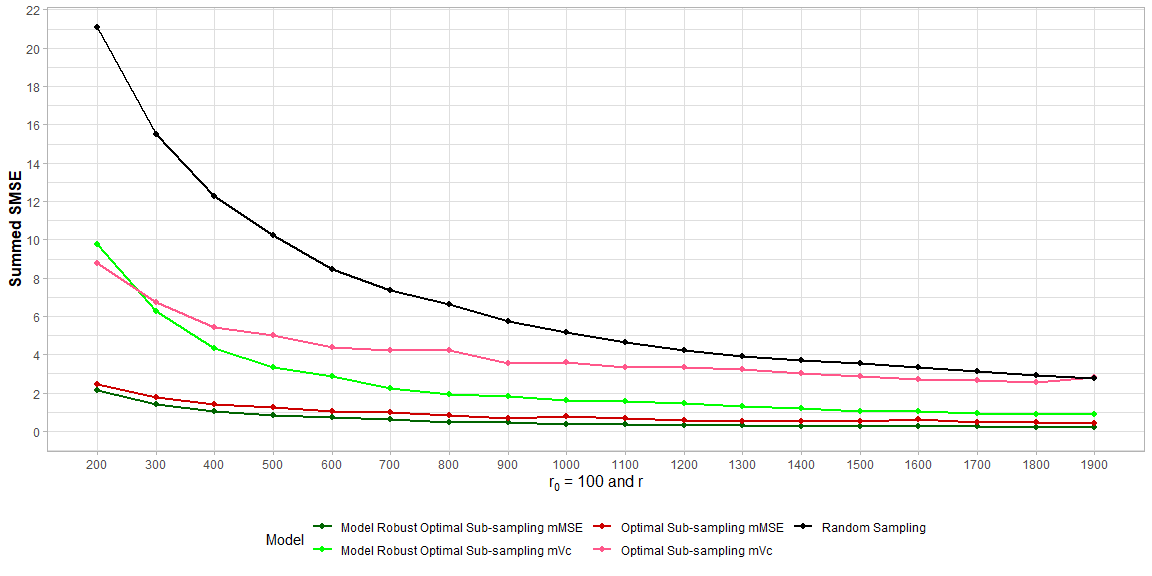 22
20
18
16
14
12
10
8
6
4
2
0
Summed SMSE
200 300 400 500 600 700 800 900 1000 1100 1200 1300 1400 1500 1600 1700 1800 1900
r₀ = 100 and r
Model
Model Robust Optimal Sub-sampling mMSE Optimal Sub-sampling mMSE Random Sampling
Model Robust Optimal Sub-sampling mVc Optimal Sub-sampling mVc